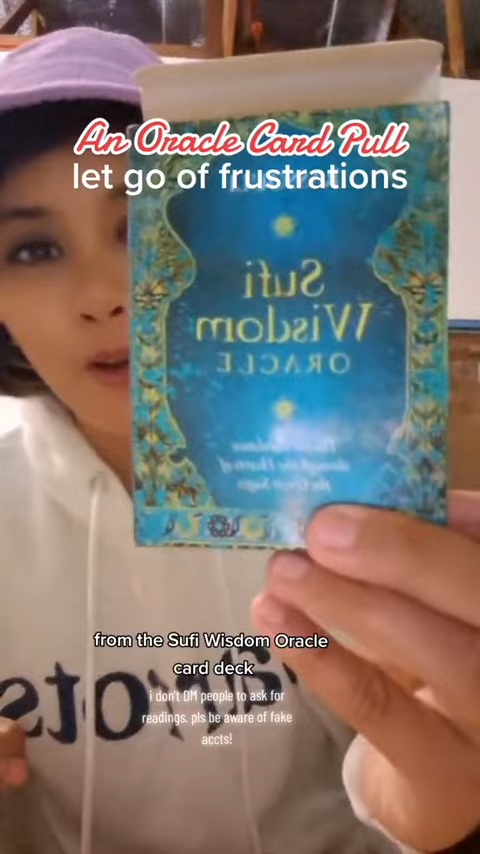 An Oracle Card Pull
let go of frustrations
Sufi
Wisdom
ORACLE
from the Sufi Wisdom Oracle
card deck
i don't DM people to ask for
readings. pls be aware of fake
accts!